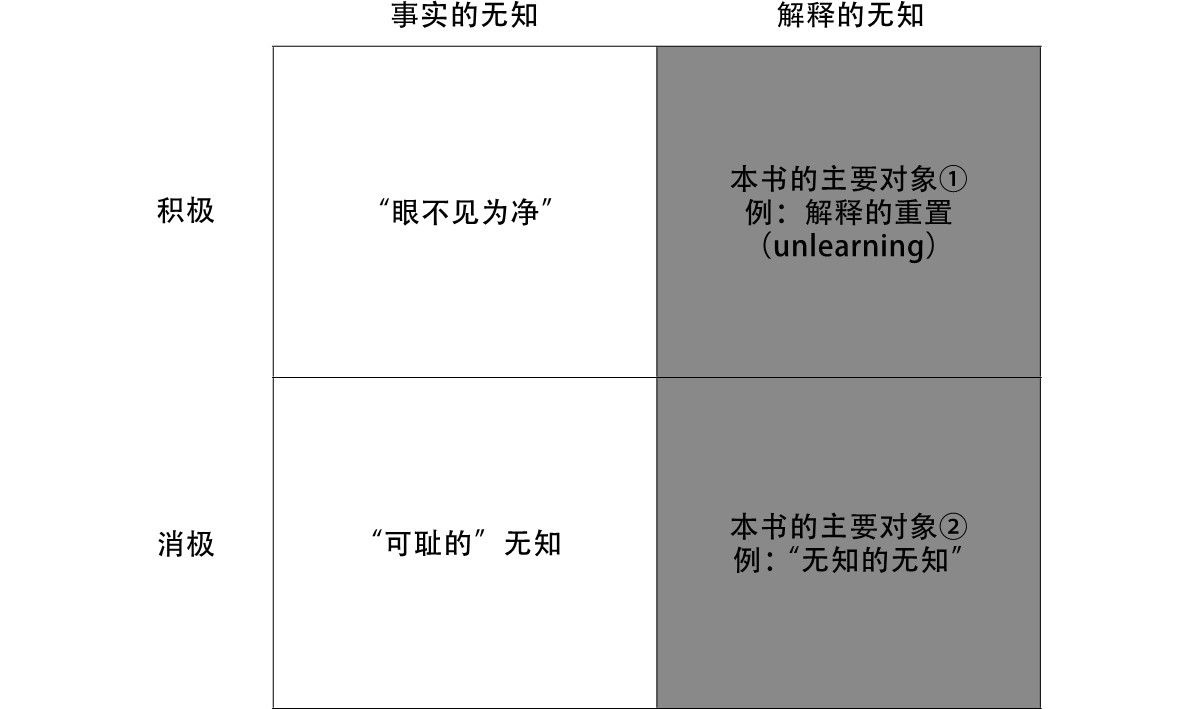 事实的无知
解释的无知
积极
“眼不见为净”
本书的主要对象①
例：解释的重置
（unlearning）
消极
“可耻的”无知
本书的主要对象②
例：“无知的无知”